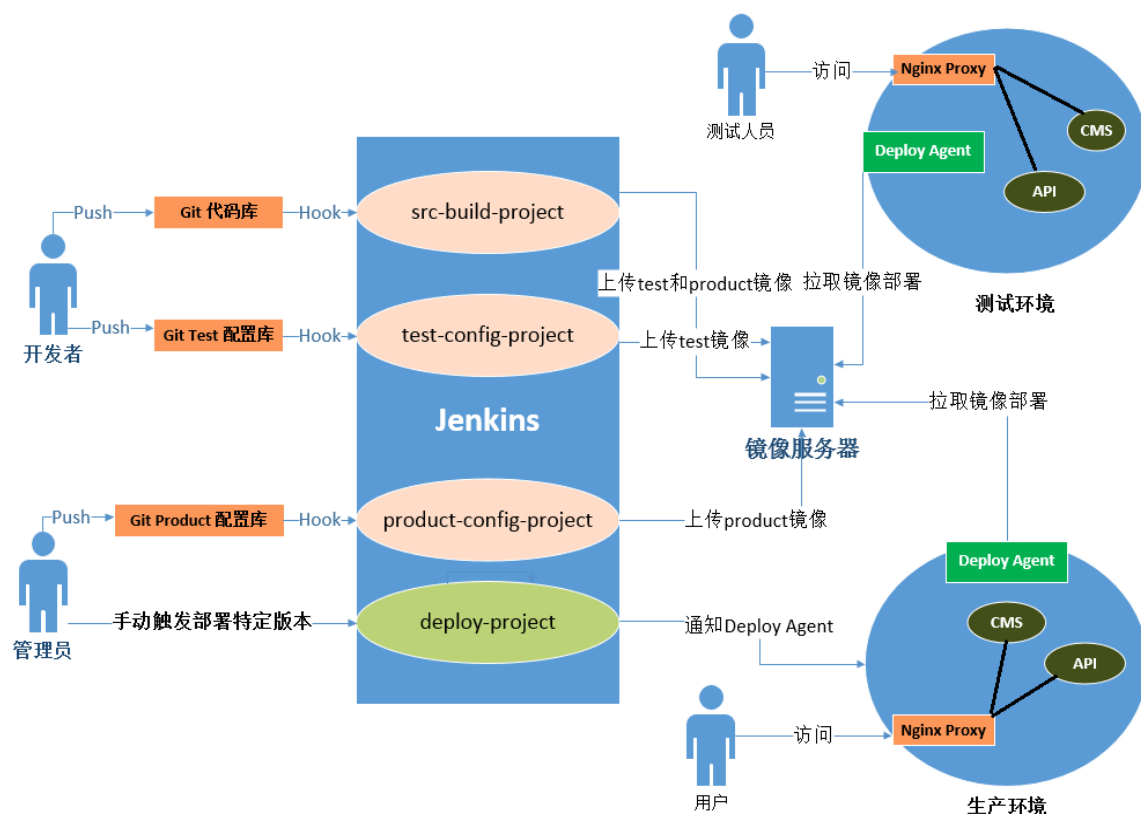 访问
Nginx Proxy
测试人员
CMS
Deploy Agent
API
测试环境
Push
Git 代码库
Hook
src-build-project
上传test和product镜像
拉取镜像部署
开发者
Push
Git Test 配置库
Hook
test-config-project
上传test镜像
Jenkins
镜像服务器
拉取镜像部署
Push
Git Product 配置库
Hook
product-config-project
上传product镜像
管理员
手动触发部署特定版本
deploy-project
通知Deploy Agent
Deploy Agent
CMS
API
用户
访问
Nginx Proxy
生产环境